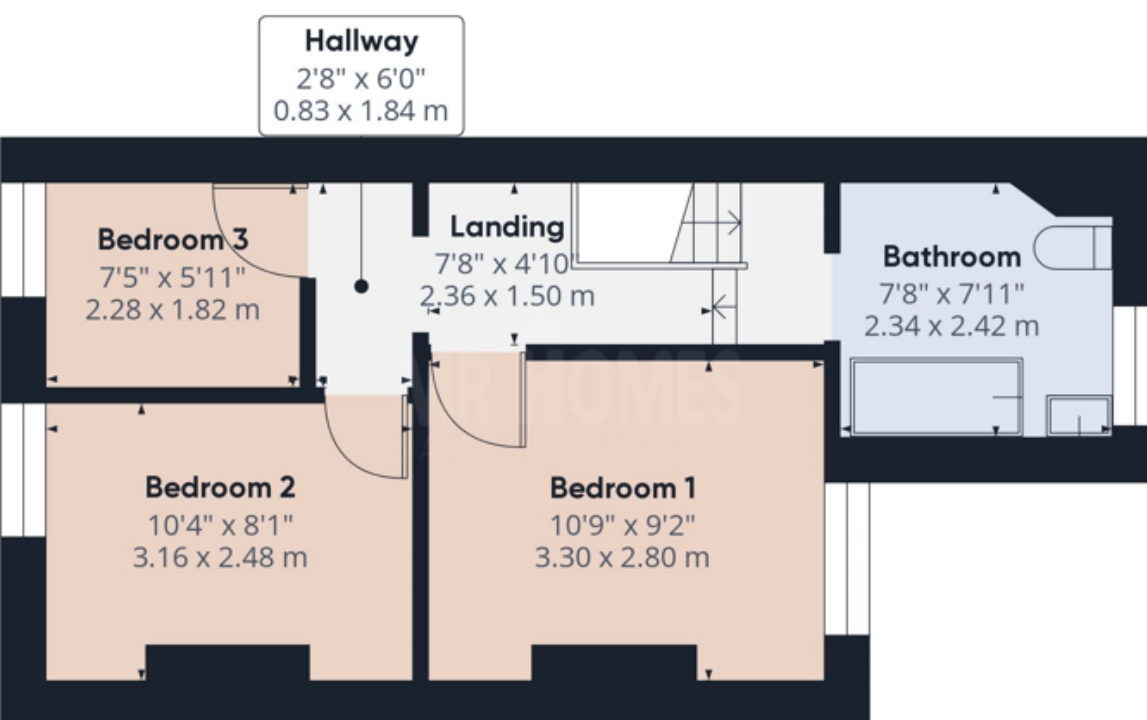 Hallway
2'8" x 6'0"
0.83 x 1.84 m
Bedroom 3
7'5" x 5'11"
2.28 x 1.82 m
Landing
7'8" x 4'10"
2.36 x 1.50 m
Bathroom
7'8" x 7'11"
2.34 x 2.42 m
Bedroom 2
10'4" x 8'1"
3.16 x 2.48 m
Bedroom 1
10'9" x 9'2"
3.30 x 2.80 m
HOMES